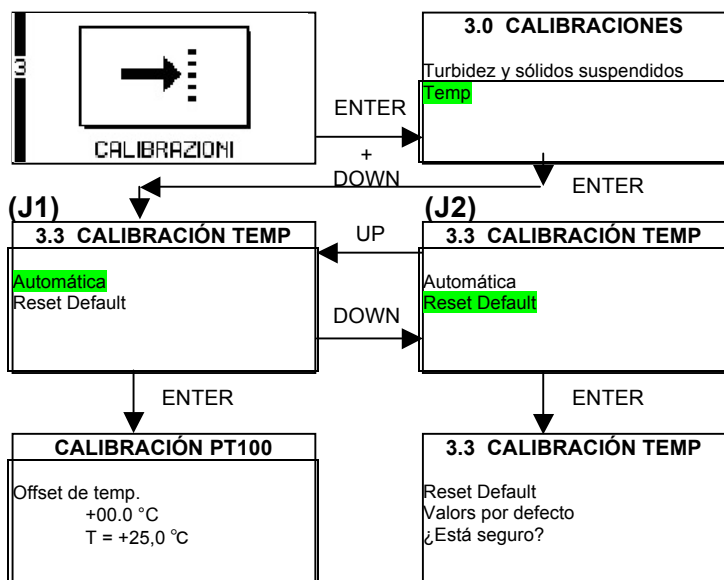 3
CALIBRAZIONI
ENTER
+
DOWN
3.0 CALIBRACIONES
Turbidez y sólidos suspendidos
Temp
ENTER
(J1)
3.3 CALIBRACIÓN TEMP
Automática
Reset Default
UP
DOWN
(J2)
3.3 CALIBRACIÓN TEMP
Automática
Reset Default
ENTER
ENTER
CALIBRACIÓN PT100
Offset de temp.
+00.0 °C
T = +25,0 °C
3.3 CALIBRACIÓN TEMP
Reset Default
Valors por defecto
¿Está seguro?